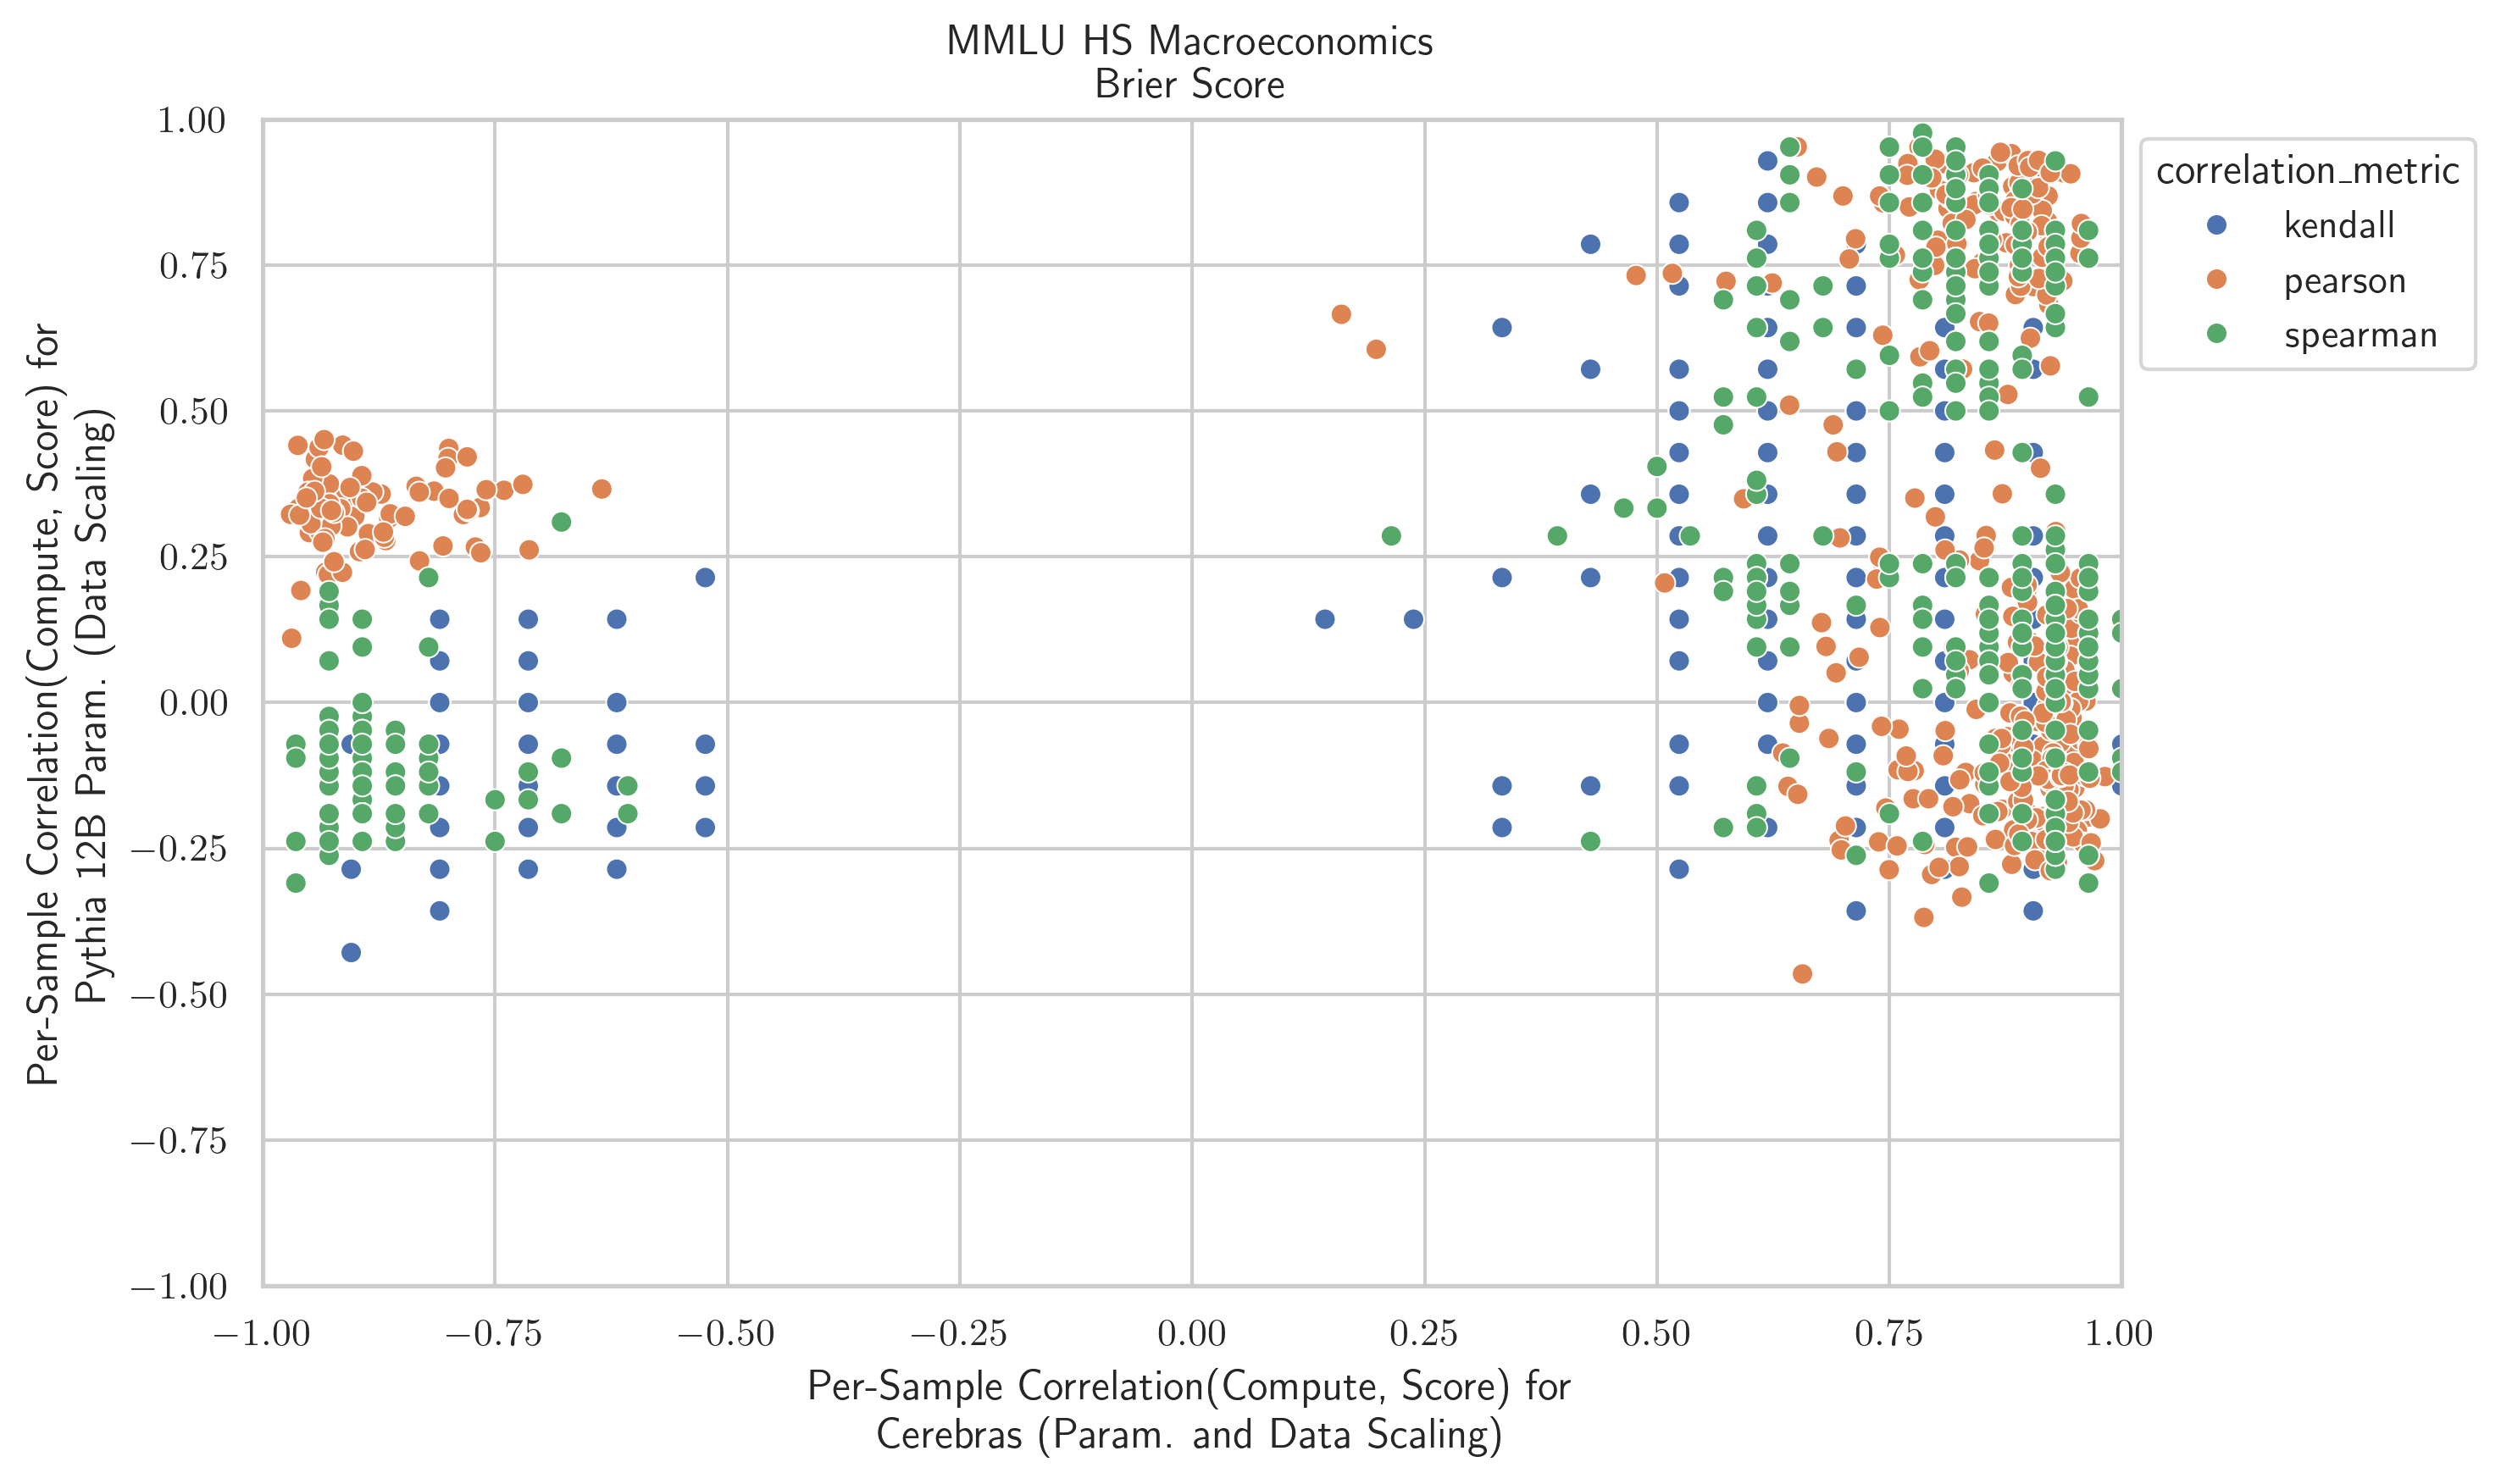 MMLU HS Macroeconomics
Brier Score
Per-Sample Correlation(Compute, Score) for
Pythia 12B Param. (Data Scaling)
1.00
0.75
0.50
0.25
0.00
−0.25
−0.50
−0.75
−1.00
−1.00 −0.75 −0.50 −0.25 0.00 0.25 0.50 0.75 1.00
Per-Sample Correlation(Compute, Score) for
Cerebras (Param. and Data Scaling)
correlation_metric
kendall
pearson
spearman